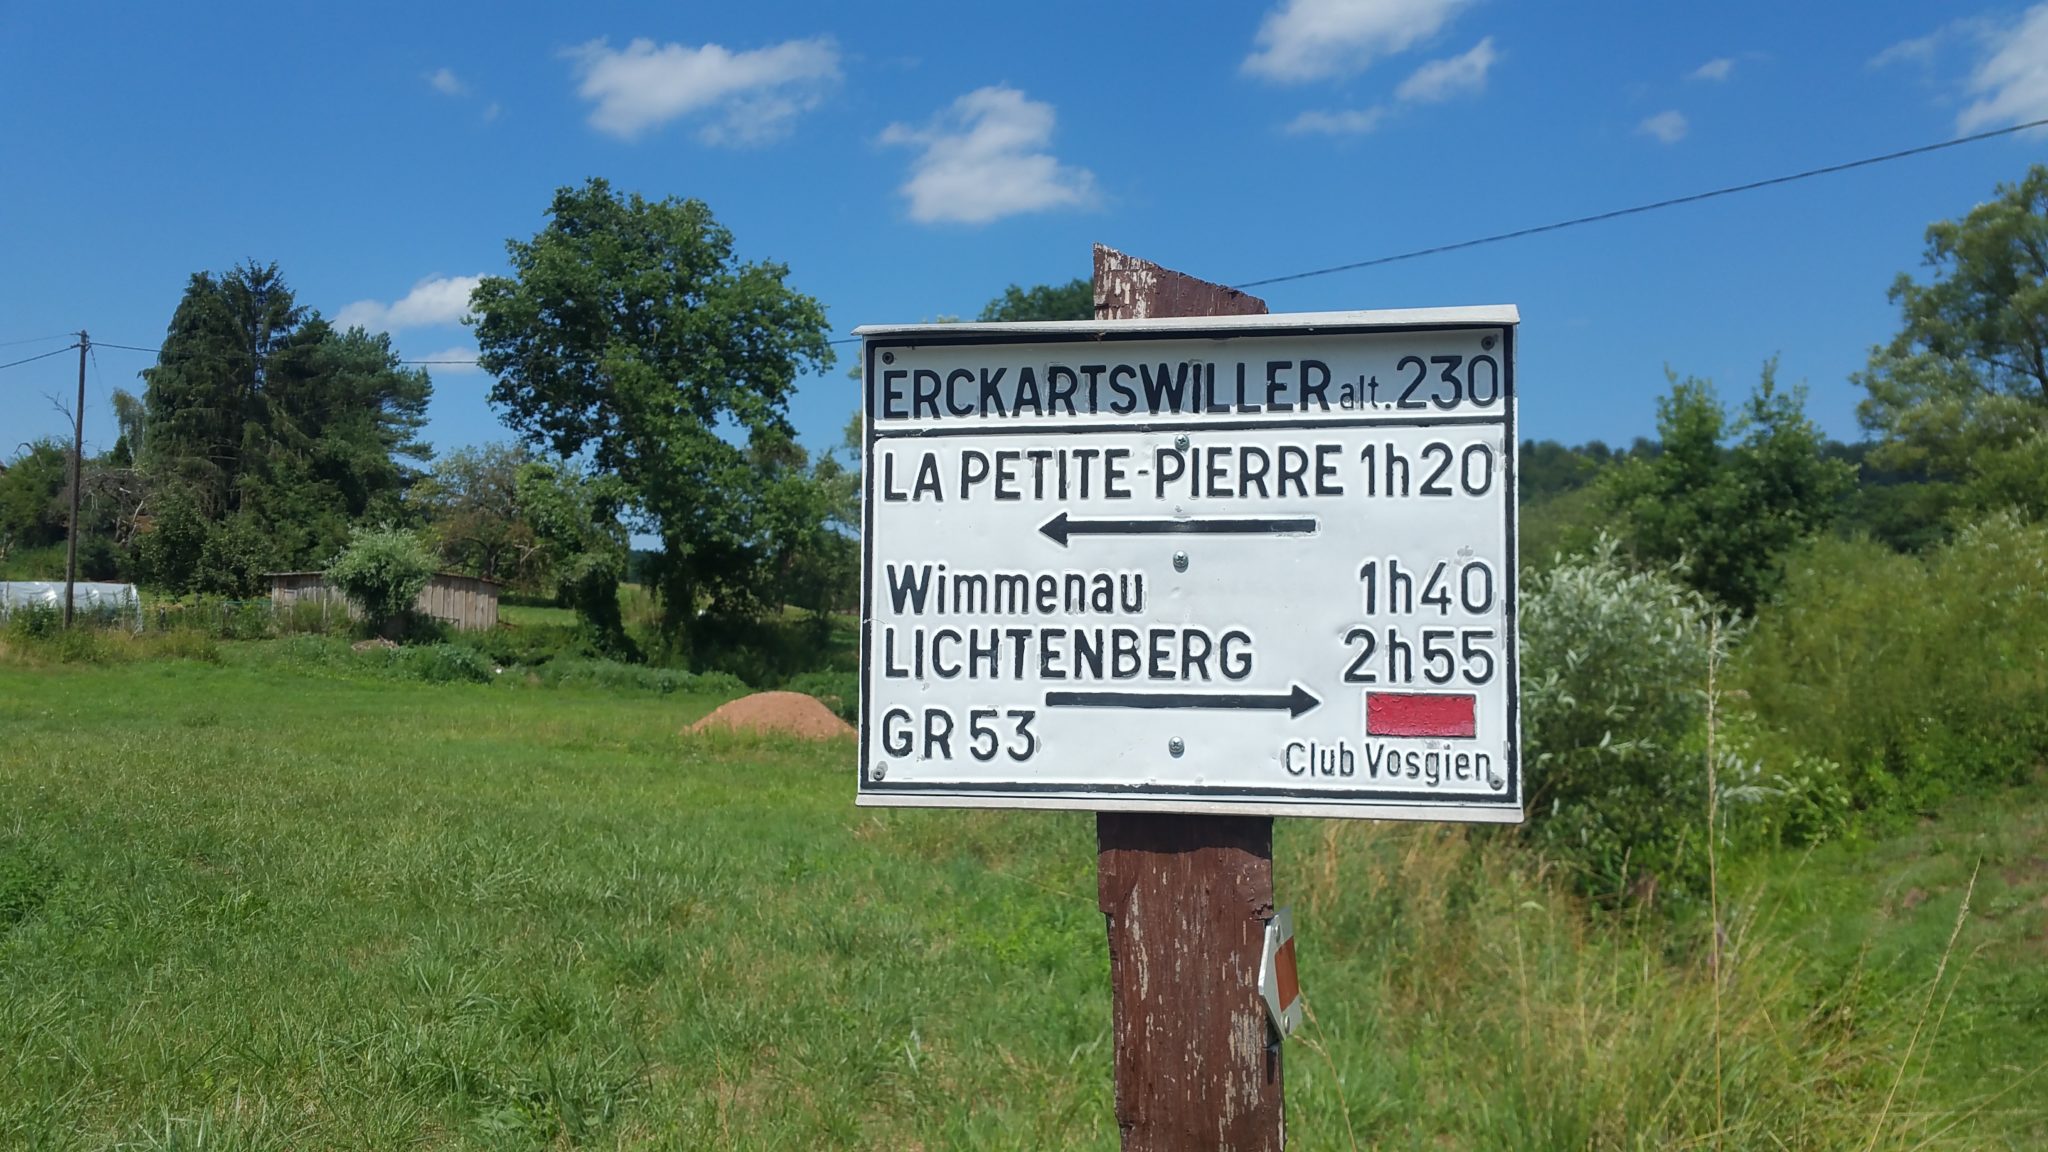 ERCKARTSWILLER alt. 230
LA PETITE-PIERRE 1h20
Wimmenau 1h40
LICHTENBERG 2h55
GR 53
Club Vosgien